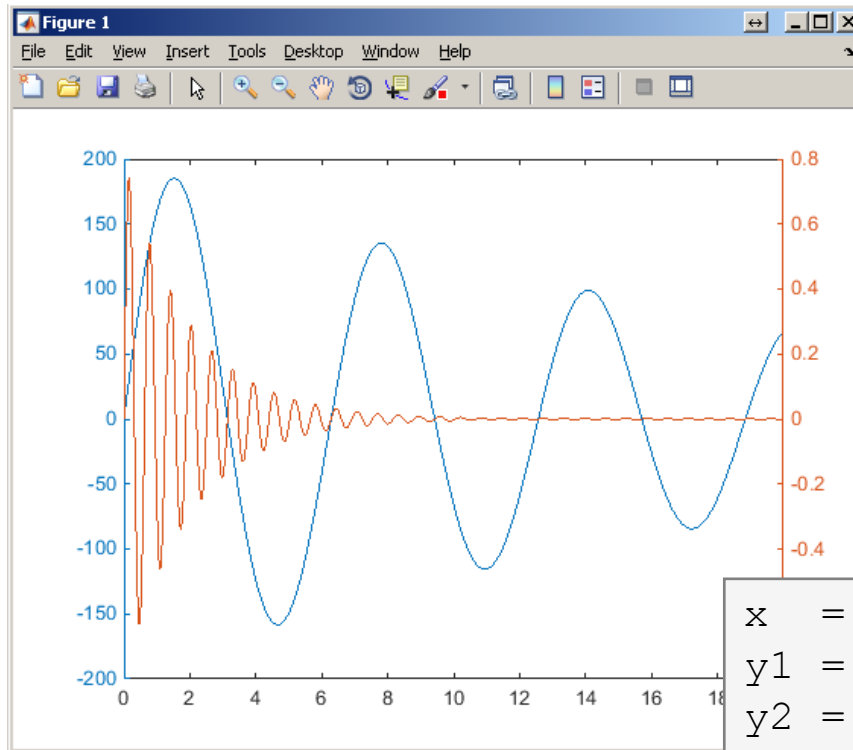 Figure 1
File Edit View Insert Tools Desktop Window Help
200
150
100
50
0
-50
-100
-150
-200
0.8
0.6
0.4
0.2
0
-0.2
-0.4
0 2 4 6 8 10 12 14 16 18
x =
y1 =
y2 =